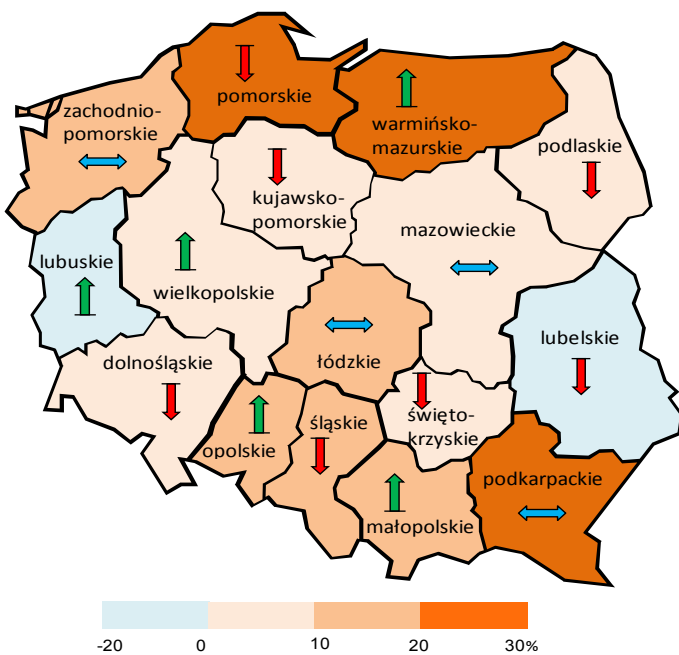 pomorskie
zachodnio-
pomorskie
warmińsko-
mazurskie
podlaskie
kujawsko-
pomorskie
mazowieckie
lubuskie
wielkopolskie
lubelskie
dolnośląskie
łódzkie
święto-
krzyskie
śląskie
opolskie
podkarpackie
małopolskie
-20 0 10 20 30%